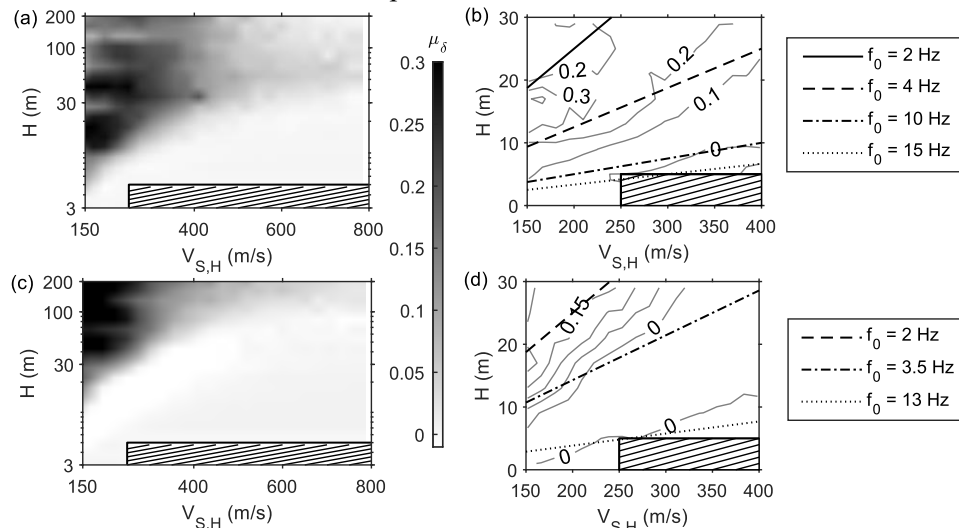 (a)
200
100
30
3
H (m)
150
400
600
800
V_S,H (m/s)
μ_δ
0.3
0.25
0.2
0.15
0.1
0.05
0
(b)
30
20
10
0
H (m)
0.2
0.3
0.2
0.1
0
150
200
250
300
350
400
V_S,H (m/s)
f_0 = 2 Hz
f_0 = 4 Hz
f_0 = 10 Hz
f_0 = 15 Hz
(c)
200
100
30
3
H (m)
150
400
600
800
V_S,H (m/s)
(d)
30
20
10
0
H (m)
0.15
0
0
0
150
200
250
300
350
400
V_S,H (m/s)
f_0 = 2 Hz
f_0 = 3.5 Hz
f_0 = 13 Hz